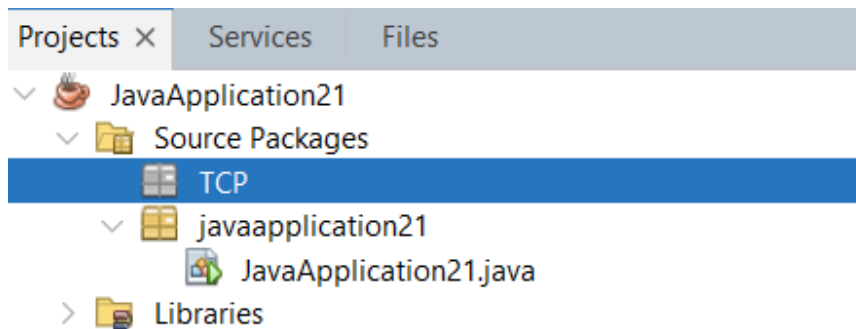 Projects Services Files
JavaApplication21
Source Packages
TCP
javaapplication21
JavaApplication21.java
Libraries